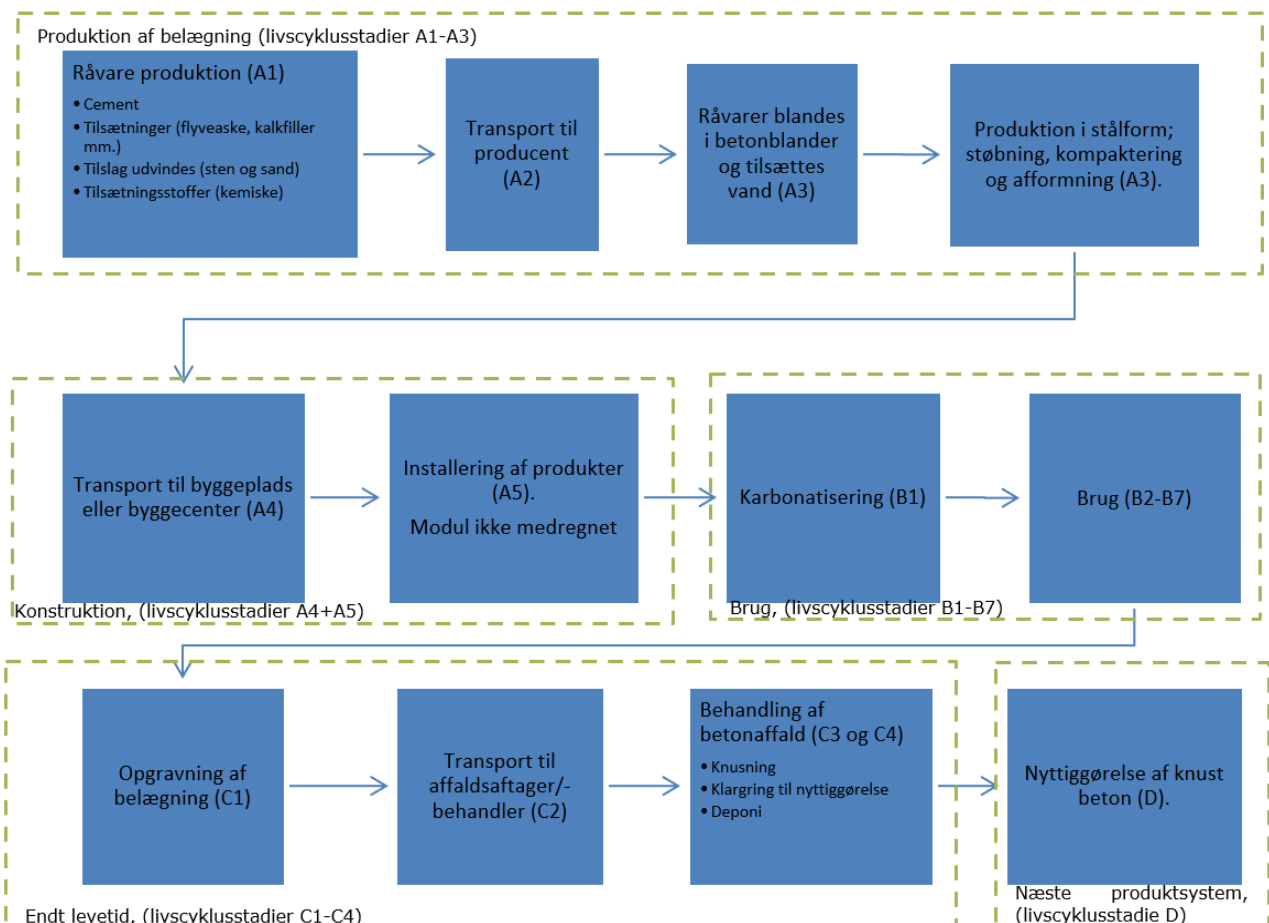 Produktion af belægning (livscyklusstadier A1-A3)
Råvare produktion (A1)
• Cement
• Tilsætninger (flyveaske, kalkfiller
mm.)
• Tilslag udvindes (sten og sand)
• Tilsætningsstoffer (kemiske)
Transport til
producent
(A2)
Råvarer blandes
i betonblander
og tilsættes
vand (A3)
Produktion i stålform;
støbning, kompaktering
og afformning (A3).
Transport til byggeplads
eller byggecenter (A4)
Installering af produkter
(A5).
Modul ikke medregnet
Konstruktion, (livscyklusstadier A4+A5)
Karbonatisering (B1)
Brug (B2-B7)
Brug, (livscyklusstadier B1-B7)
Opgravning af
belægning (C1)
Transport til
affaldsaftager/-
behandler (C2)
Behandling af
betonaffald (C3 og C4)
• Knusning
• Klargring til nyttiggørelse
• Deponi
Endt levetid, (livscyklusstadier C1-C4)
Nyttiggørelse af knust
beton (D).
Næste produktsystem,
(livscyklusstadie D)